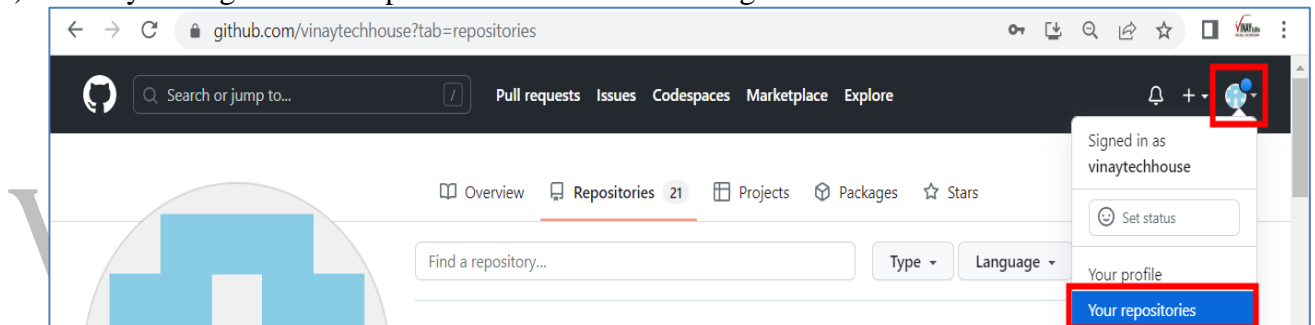 github.com/vinaytechhouse?tab=repositories
Search or jump to...
/
Pull requests Issues Codespaces Marketplace Explore
Signed in as
vinaytechhouse
Overview Repositories 21 Projects Packages Stars
Set status
Find a repository...
Type
Language
Your profile
Your repositories